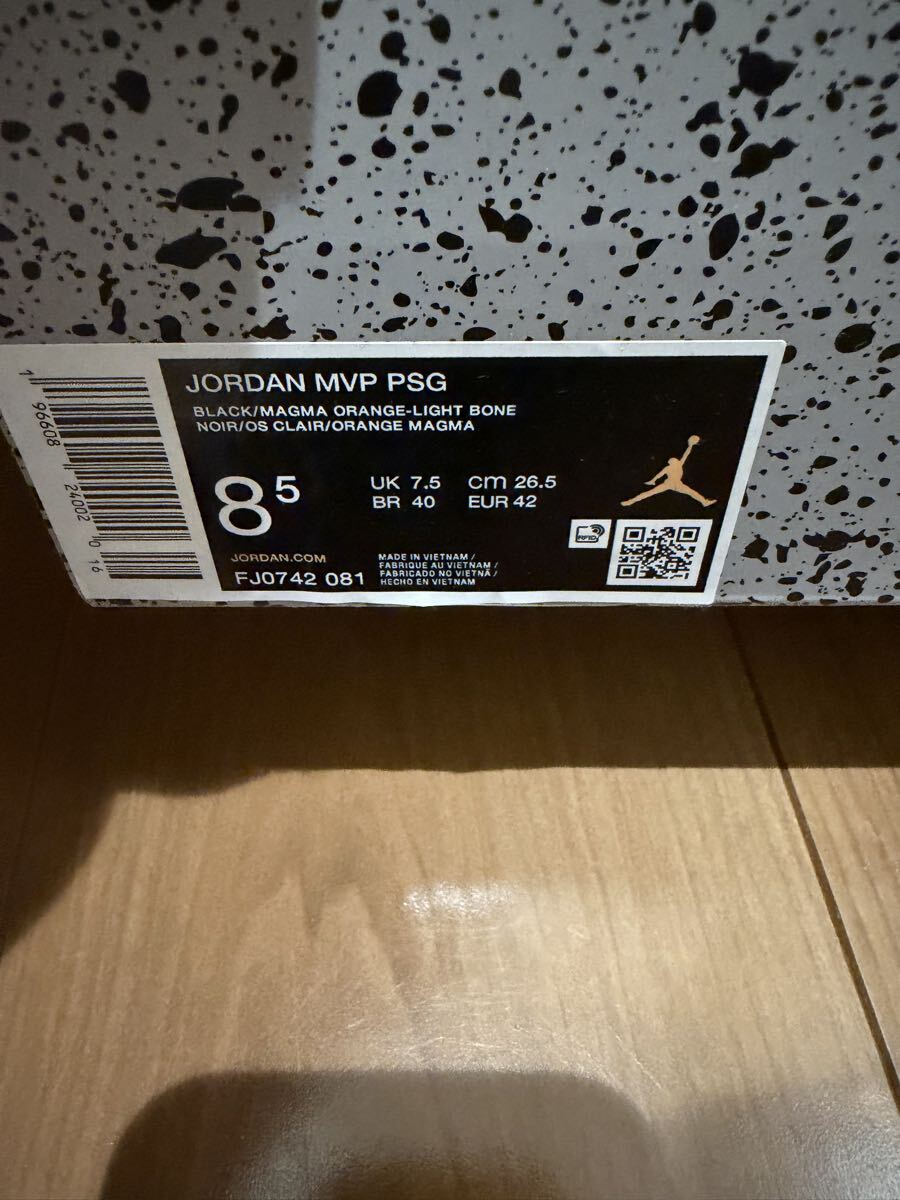 JORDAN MVP PSG
BLACK/MAGMA ORANGE-LIGHT BONE
NOIR/OS CLAIR/ORANGE MAGMA
8 5
UK 7.5 cm 26.5
BR 40 EUR 42
RFID
JORDAN.COM
FJ0742 081
MADE IN VIETNAM /
FABRIQUE AU VIETNAM /
FABRICADO NO VIETNÃ /
HECHO EN VIETNAM
1 96608 24002 0 16